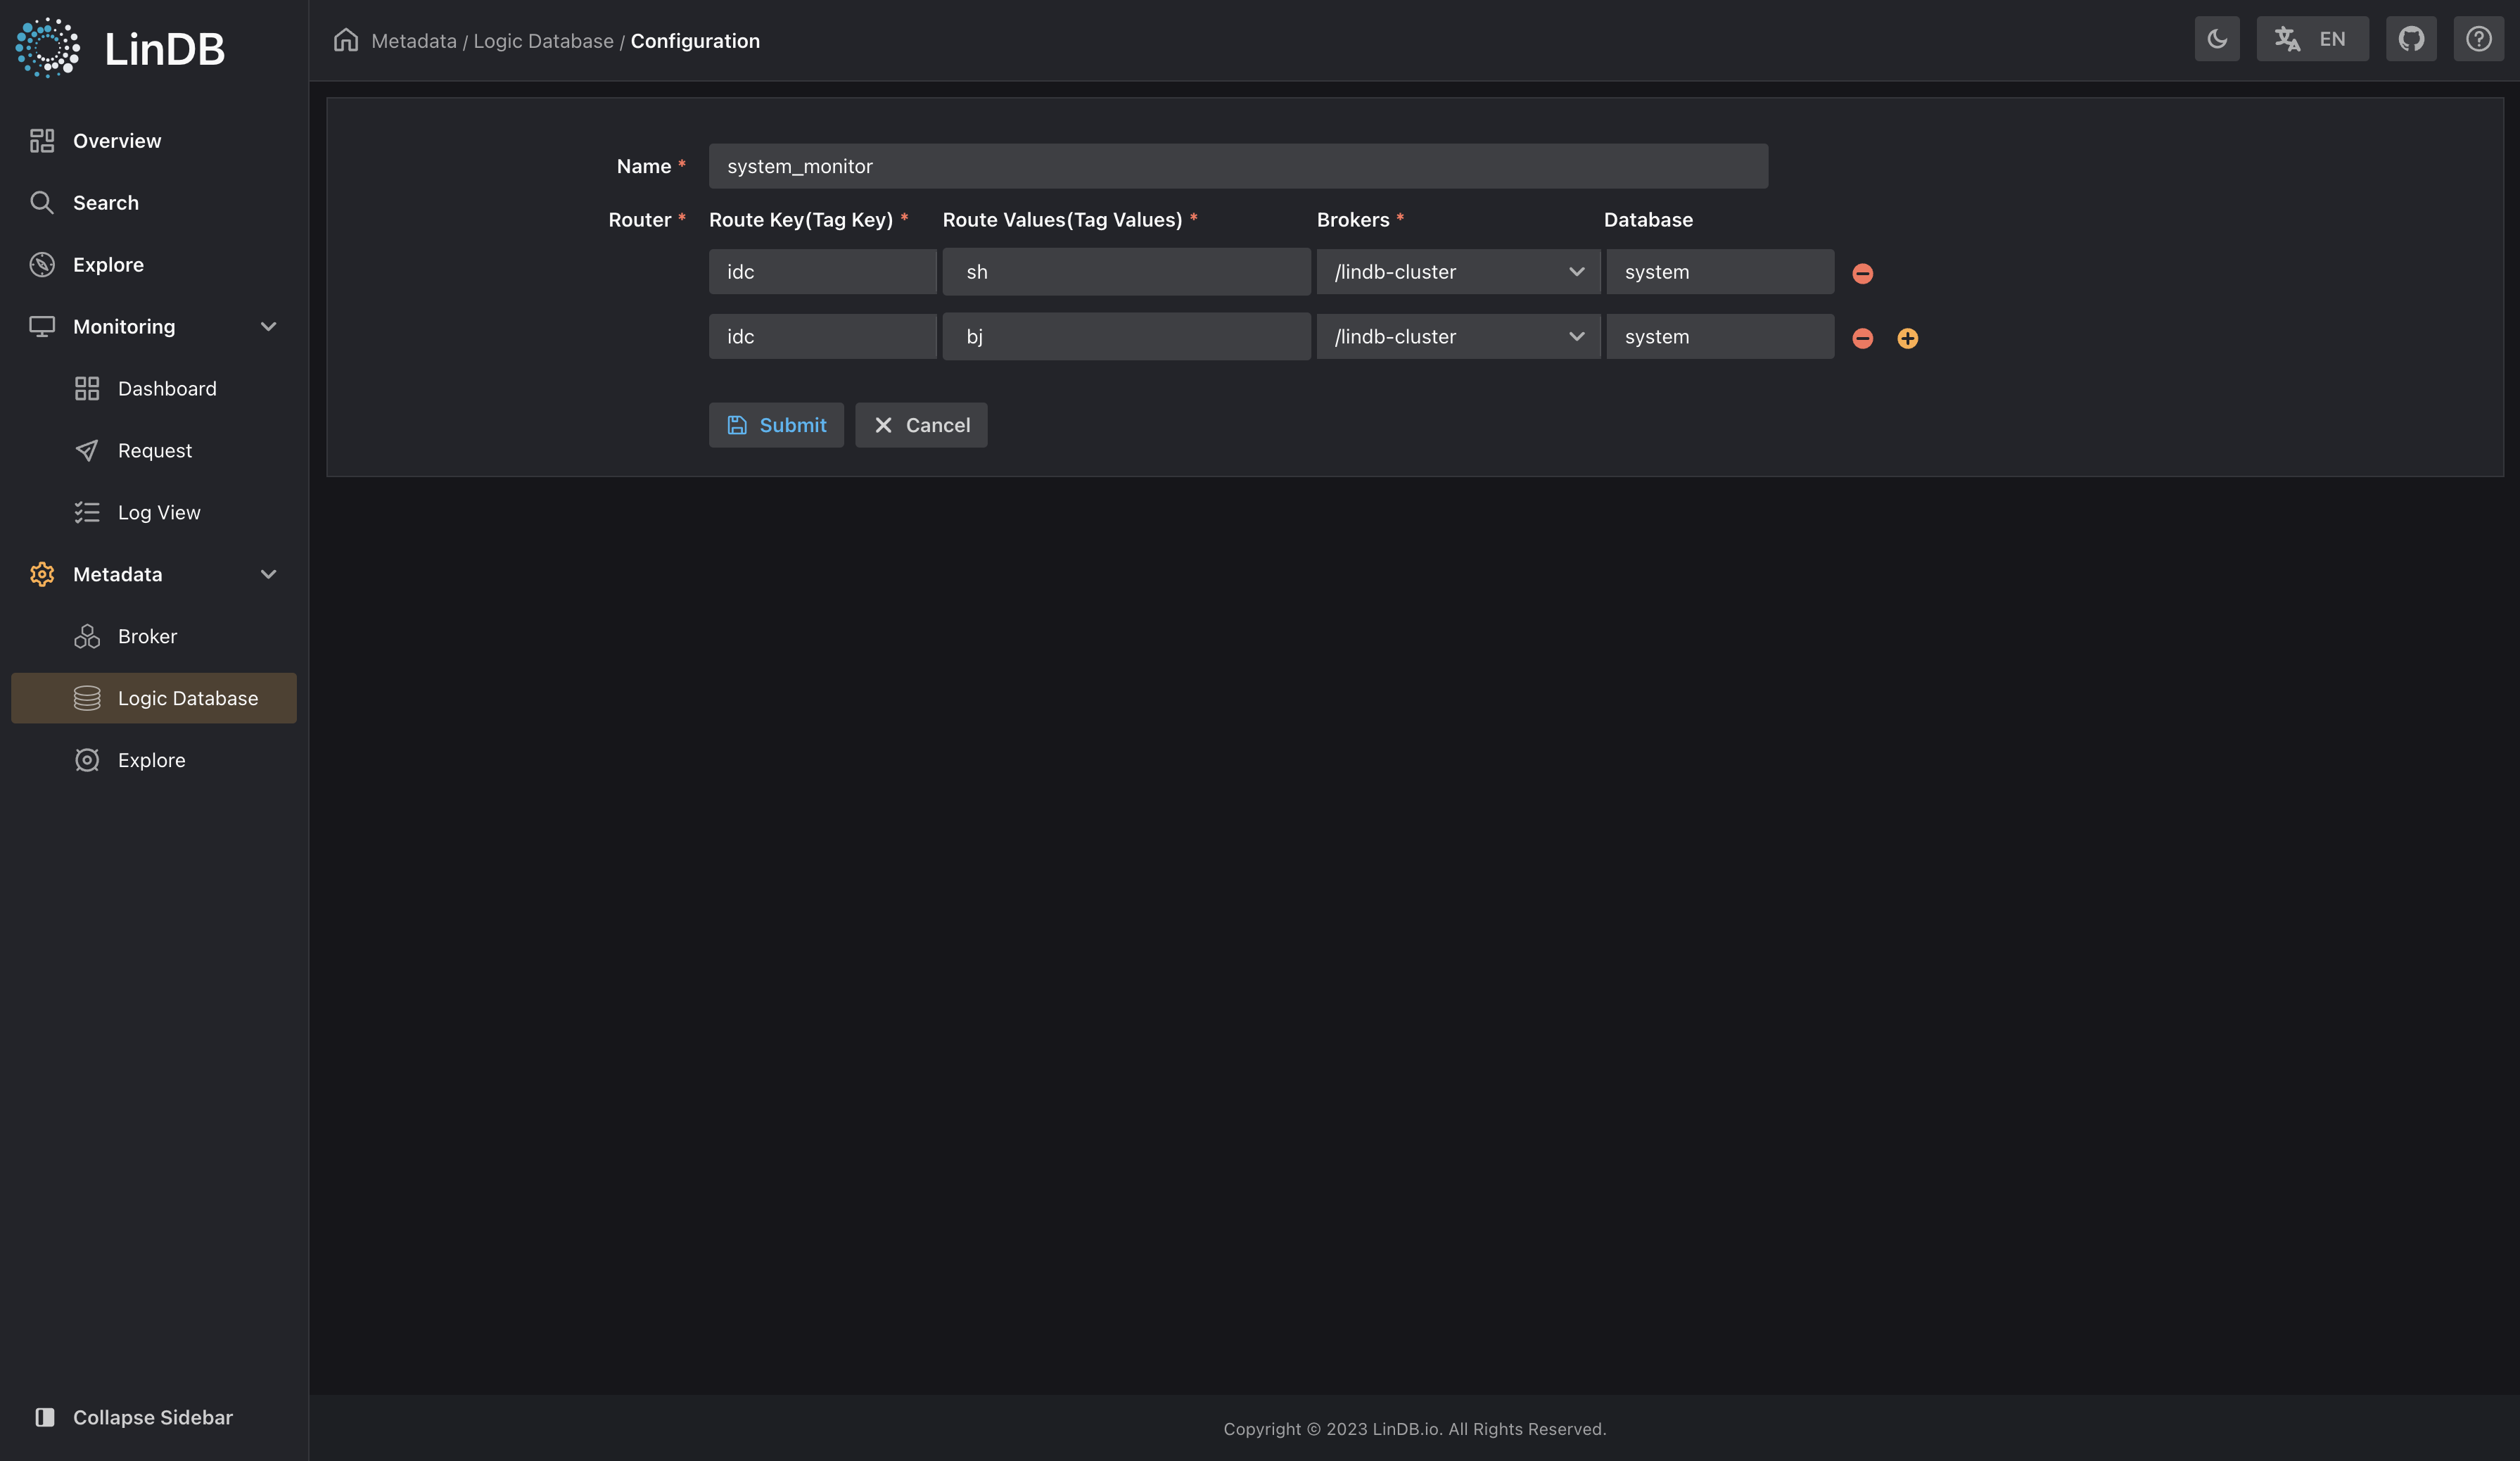 LinDB
Overview
Search
Explore
Monitoring
Dashboard
Request
Log View
Metadata
Broker
Logic Database
Explore
Collapse Sidebar
Metadata / Logic Database / Configuration
EN
Name * system_monitor
Router * Route Key(Tag Key) * Route Values(Tag Values) * Brokers * Database
idc sh /lindb-cluster system
idc bj /lindb-cluster system
Submit Cancel
Copyright © 2023 LinDB.io. All Rights Reserved.